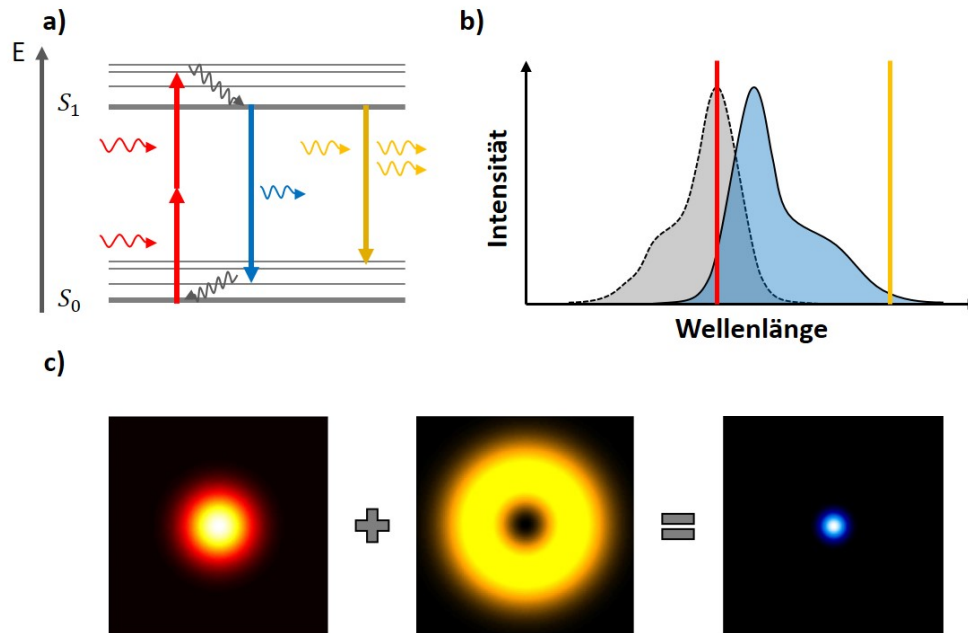 a)
E
S₁
S₀
b)
Intensität
Wellenlänge
c)